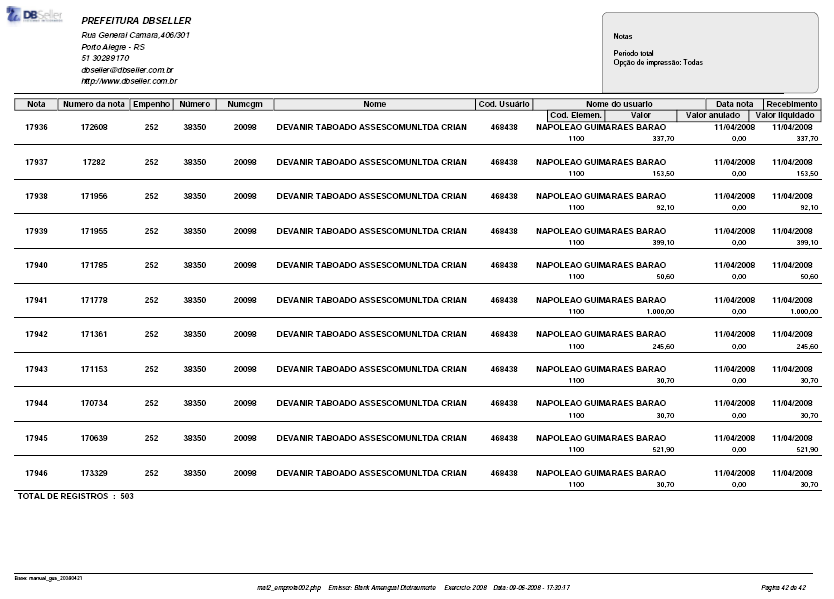 DBSeller
PREFEITURA DBSELLER
Rua General Camara,406/301
Porto Alegre - RS
51 30289170
dbseller@dbseller.com.br
http://www.dbseller.com.br
Notas
Periodo total
Opção de impressão: Todas
Nota Numero da nota Empenho Número Numcgm Nome Cod. Usuário Nome do usuario Data nota Recebimento
Cod. Elemen. Valor Valor anulado Valor liquidado
17936 172608 252 38350 20098 DEVANIR TABOADO ASSESCOMUNLTDA CRIAN 468438 NAPOLEAO GUIMARAES BARAO 11/04/2008 11/04/2008
1100 337,70 0,00 337,70
17937 17282 252 38350 20098 DEVANIR TABOADO ASSESCOMUNLTDA CRIAN 468438 NAPOLEAO GUIMARAES BARAO 11/04/2008 11/04/2008
1100 153,50 0,00 153,50
17938 171956 252 38350 20098 DEVANIR TABOADO ASSESCOMUNLTDA CRIAN 468438 NAPOLEAO GUIMARAES BARAO 11/04/2008 11/04/2008
1100 92,10 0,00 92,10
17939 171955 252 38350 20098 DEVANIR TABOADO ASSESCOMUNLTDA CRIAN 468438 NAPOLEAO GUIMARAES BARAO 11/04/2008 11/04/2008
1100 399,10 0,00 399,10
17940 171785 252 38350 20098 DEVANIR TABOADO ASSESCOMUNLTDA CRIAN 468438 NAPOLEAO GUIMARAES BARAO 11/04/2008 11/04/2008
1100 50,60 0,00 50,60
17941 171778 252 38350 20098 DEVANIR TABOADO ASSESCOMUNLTDA CRIAN 468438 NAPOLEAO GUIMARAES BARAO 11/04/2008 11/04/2008
1100 1.000,00 0,00 1.000,00
17942 171361 252 38350 20098 DEVANIR TABOADO ASSESCOMUNLTDA CRIAN 468438 NAPOLEAO GUIMARAES BARAO 11/04/2008 11/04/2008
1100 245,60 0,00 245,60
17943 171153 252 38350 20098 DEVANIR TABOADO ASSESCOMUNLTDA CRIAN 468438 NAPOLEAO GUIMARAES BARAO 11/04/2008 11/04/2008
1100 30,70 0,00 30,70
17944 170734 252 38350 20098 DEVANIR TABOADO ASSESCOMUNLTDA CRIAN 468438 NAPOLEAO GUIMARAES BARAO 11/04/2008 11/04/2008
1100 30,70 0,00 30,70
17945 170639 252 38350 20098 DEVANIR TABOADO ASSESCOMUNLTDA CRIAN 468438 NAPOLEAO GUIMARAES BARAO 11/04/2008 11/04/2008
1100 521,90 0,00 521,90
17946 173329 252 38350 20098 DEVANIR TABOADO ASSESCOMUNLTDA CRIAN 468438 NAPOLEAO GUIMARAES BARAO 11/04/2008 11/04/2008
1100 30,70 0,00 30,70
TOTAL DE REGISTROS : 503
Base:
Emissor: Exercicio: 2008 Data: 09-06-2008 - Pagina 42 de 42